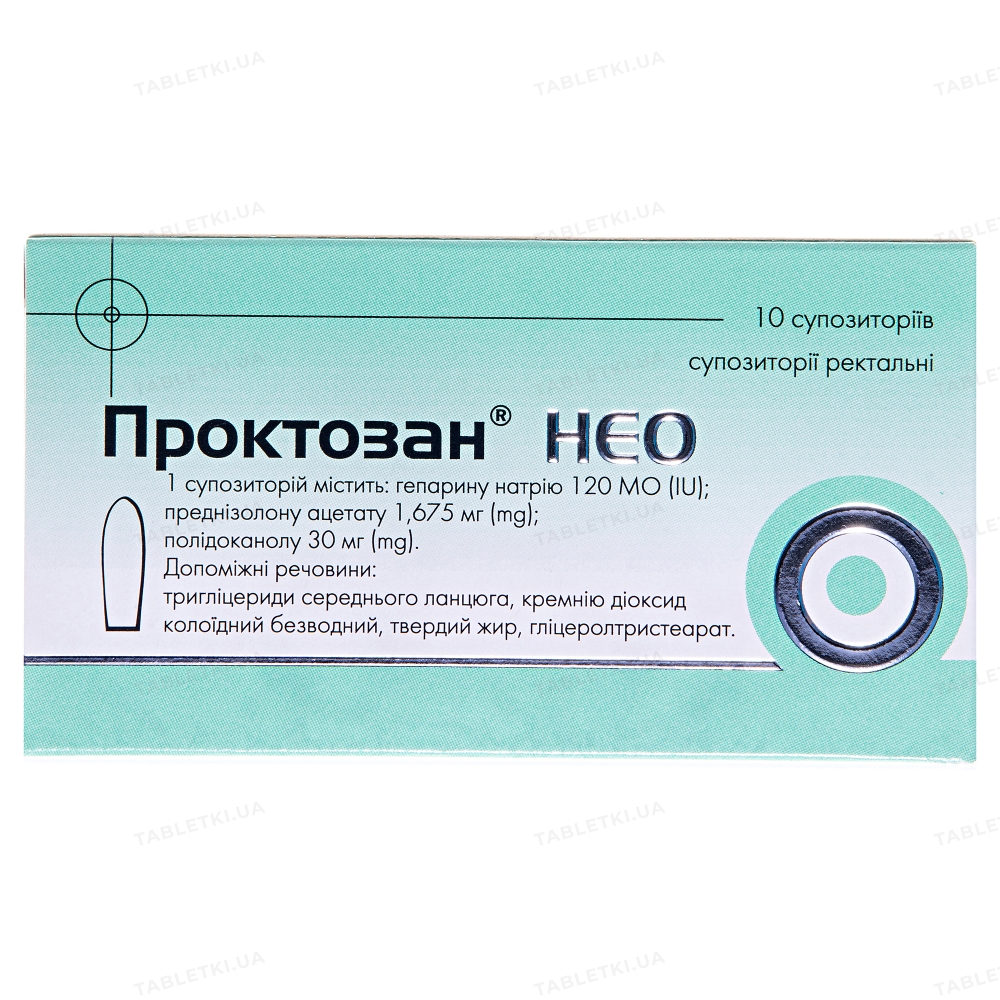 10 супозиторіїв
супозиторії ректальні
Проктозан® НЕО
1 супозиторій містить: гепарину натрію 120 МО (IU);
преднізолону ацетату 1,675 мг (mg);
полідоканолу 30 мг (mg).
Допоміжні речовини:
тригліцериди середнього ланцюга, кремнію діоксид
колоїдний безводний, твердий жир, гліцеролтристеарат.
TABLETKI.UA